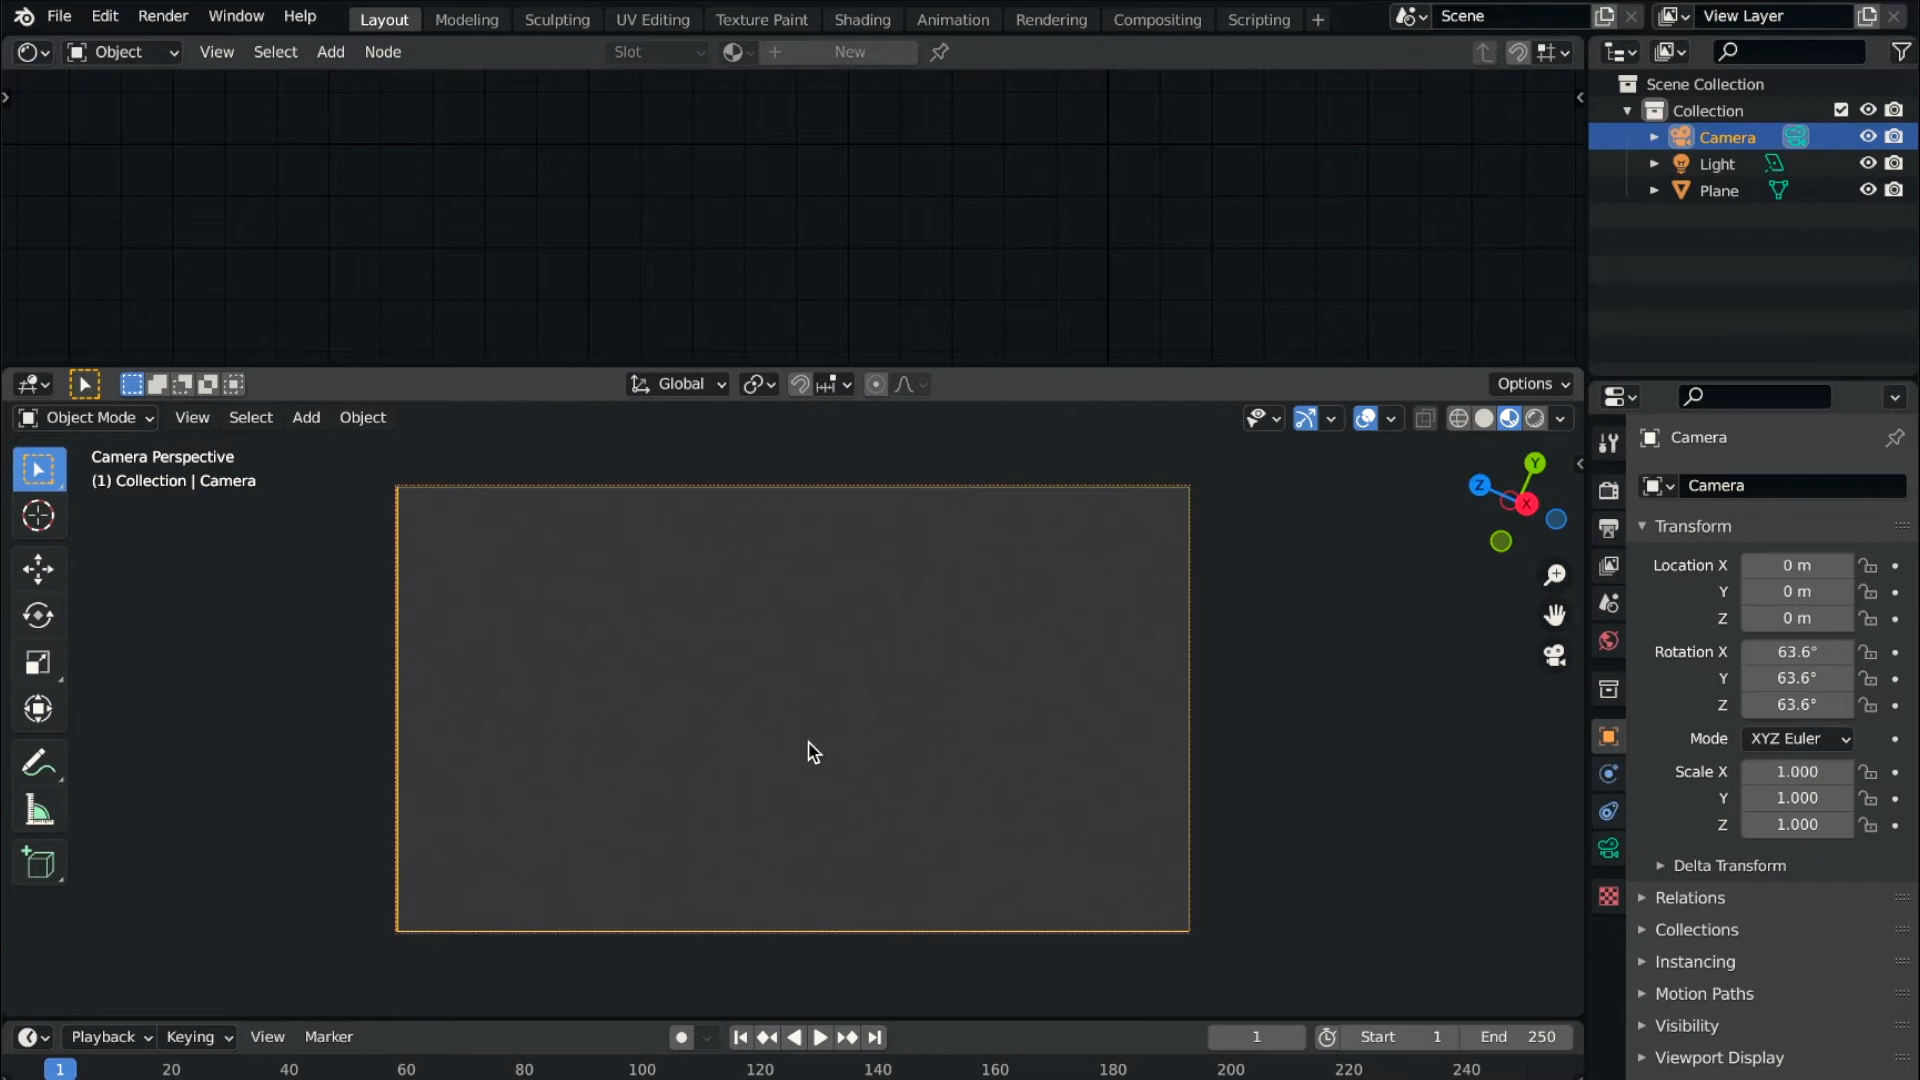 File Edit Render Window Help Layout Modeling Sculpting UV Editing Texture Paint Shading Animation Rendering Compositing Scripting + Scene View Layer
Object View Select Add Node Slot New
Scene Collection
Collection
Camera
Light
Plane
Global Options
Object Mode View Select Add Object
Camera Perspective
(1) Collection | Camera
Y
Z
X
Camera
Camera
Transform
Location X 0 m
Y 0 m
Z 0 m
Rotation X 63.6°
Y 63.6°
Z 63.6°
Mode XYZ Euler
Scale X 1.000
Y 1.000
Z 1.000
Delta Transform
Relations
Collections
Instancing
Motion Paths
Visibility
Viewport Display
Playback Keying View Marker 1 Start 1 End 250
1 20 40 60 80 100 120 140 160 180 200 220 240